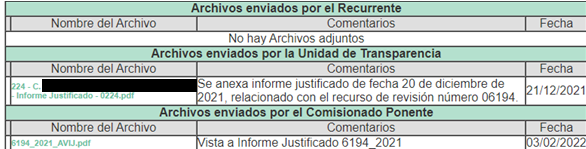 Archivos enviados por el Recurrente
Nombre del Archivo Comentarios Fecha
No hay Archivos adjuntos
Archivos enviados por la Unidad de Transparencia
Nombre del Archivo Comentarios Fecha
224 - C.
- Informe Justificado - 0224.pdf
Se anexa informe justificado de fecha 20 de diciembre de
2021, relacionado con el recurso de revisión número 06194.
21/12/2021
Archivos enviados por el Comisionado Ponente
Nombre del Archivo Comentarios Fecha
6194_2021_AVIJ.pdf Vista a Informe Justificado 6194_2021 03/02/2022